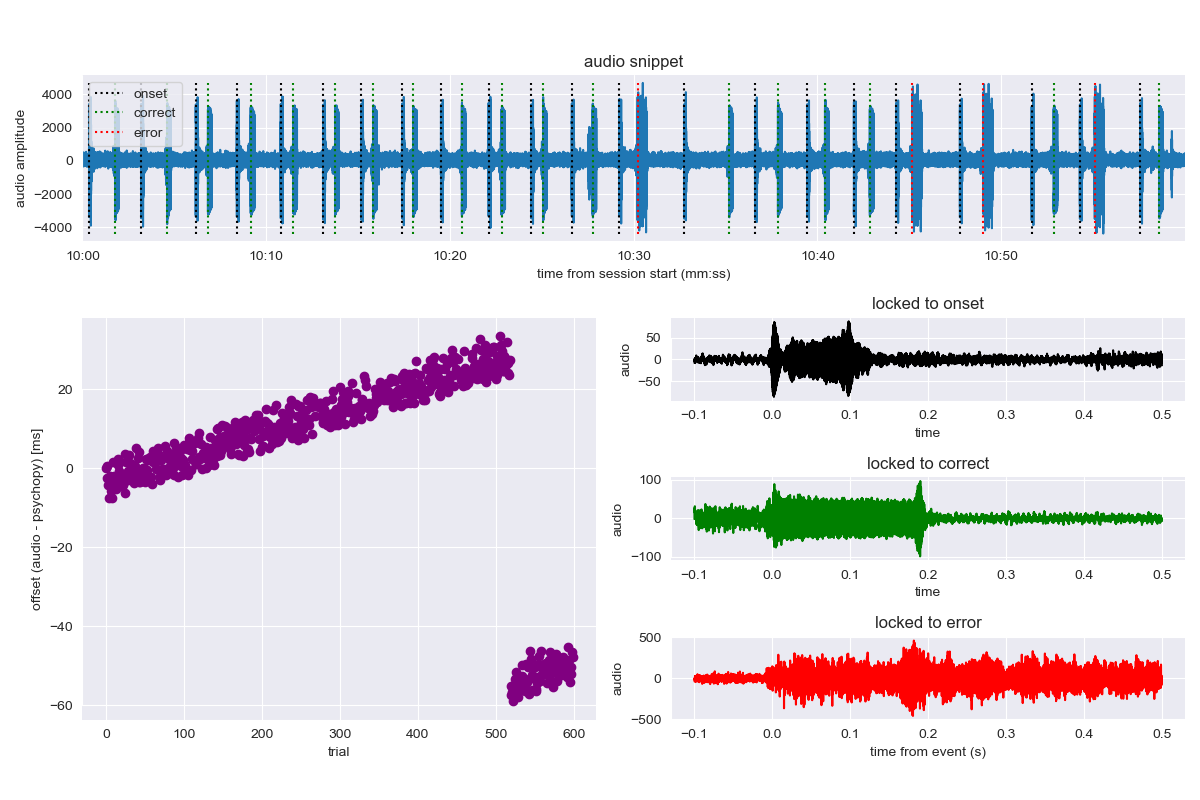 audio snippet
audio amplitude
4000
2000
0
−2000
−4000
onset
correct
error
10:00 10:10 10:20 10:30 10:40 10:50
time from session start (mm:ss)
offset (audio - psychopy) [ms]
20
0
−20
−40
−60
0 100 200 300 400 500 600
trial
locked to onset
audio
50
0
−50
−0.1 0.0 0.1 0.2 0.3 0.4 0.5
time
locked to correct
audio
100
0
−100
−0.1 0.0 0.1 0.2 0.3 0.4 0.5
time
locked to error
audio
500
0
−500
−0.1 0.0 0.1 0.2 0.3 0.4 0.5
time from event (s)